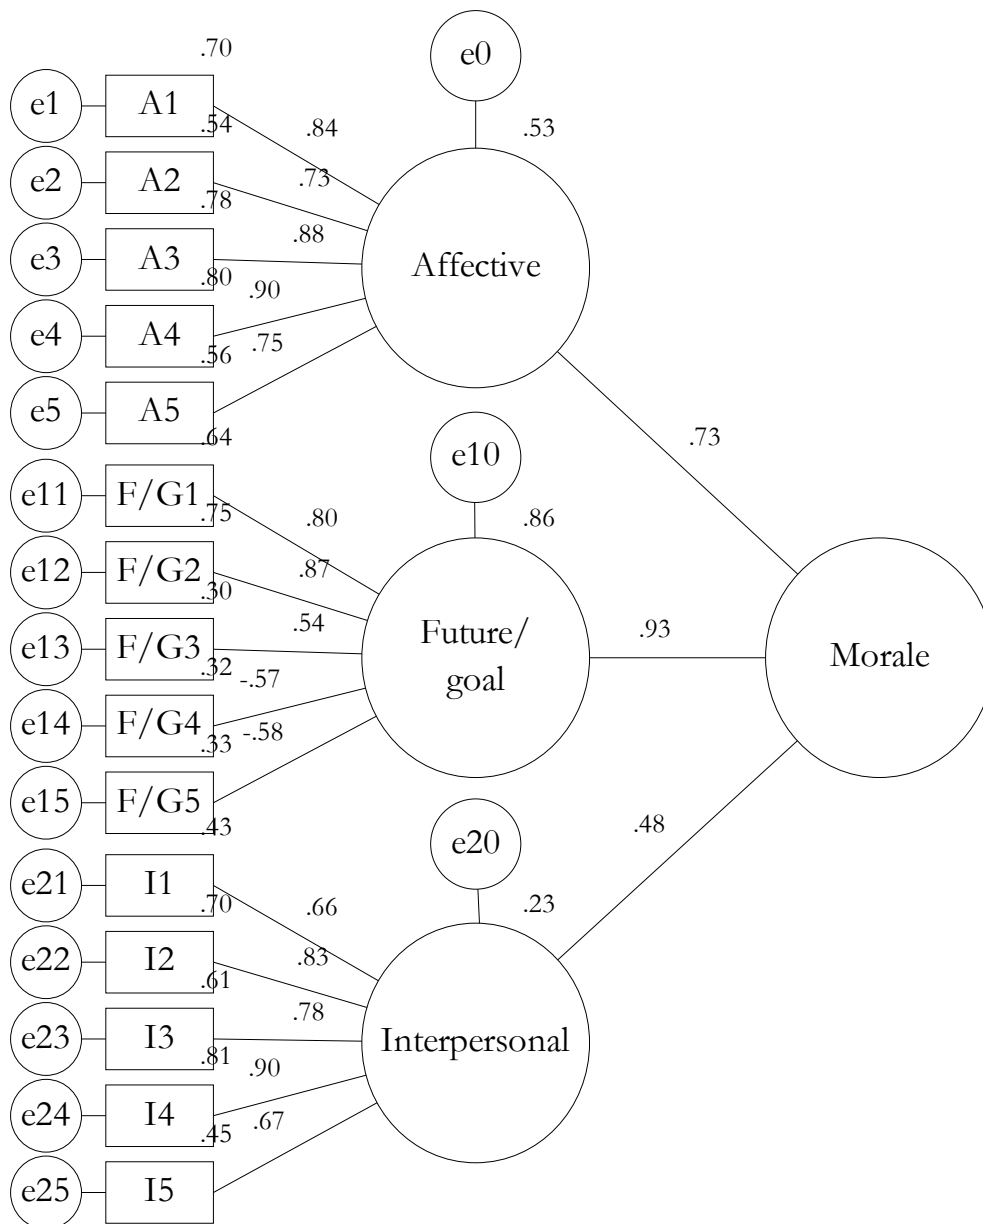 .70
e0
e1 A1
.54 .84 .53
e2 A2 .73
.78
e3 A3 .88 Affective
.80 .90
e4 A4 .75
.56
e5 A5
.64 .73
e10
e11 F/G1
.75 .80 .86
e12 F/G2 .87
.30
e13 F/G3 .54 Future/ .93 Morale
.32 -.57 goal
e14 F/G4 -.58
.33
e15 F/G5
.43 .48
e20
e21 I1
.70 .66 .23
e22 I2 .83
.61
e23 I3 .78 Interpersonal
.81 .90
e24 I4 .67
.45
e25 I5